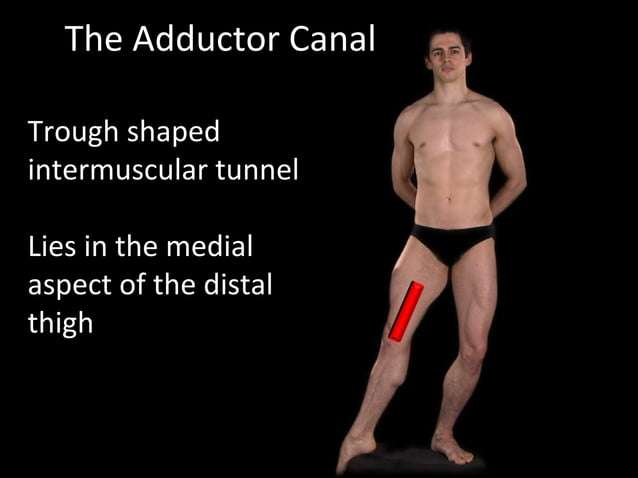 The Adductor Canal
Trough shaped
intermuscular tunnel
Lies in the medial
aspect of the distal
thigh